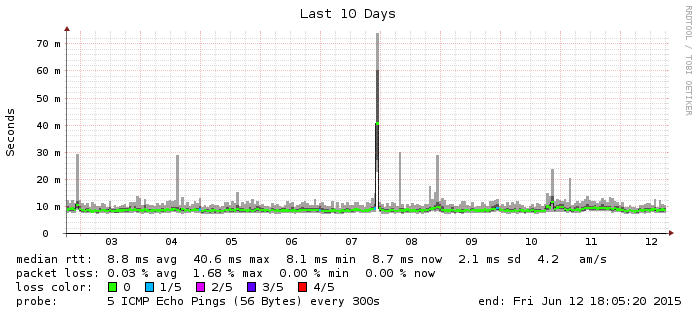 Last 10 Days
RRDTOOL / TOBI OETIKER
Seconds
70 m
60 m
50 m
40 m
30 m
20 m
10 m
0
03 04 05 06 07 08 09 10 11 12
median rtt: 8.8 ms avg 40.6 ms max 8.1 ms min 8.7 ms now 2.1 ms sd 4.2 am/s
packet loss: 0.03 % avg 1.68 % max 0.00 % min 0.00 % now
loss color: 0 1/5 2/5 3/5 4/5
probe: 5 ICMP Echo Pings (56 Bytes) every 300s end: Fri Jun 12 18:05:20 2015